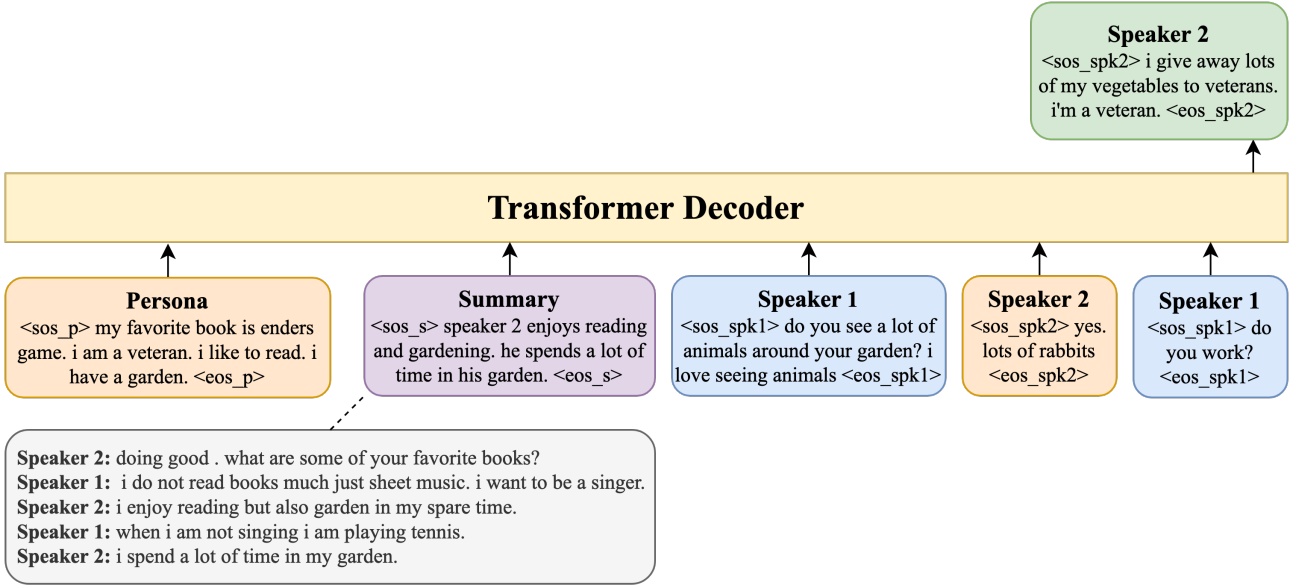 Speaker 2
<sos_spk2> i give away lots
of my vegetables to veterans.
i'm a veteran. <eos_spk2>
Transformer Decoder
Persona
<sos_p> my favorite book is enders
game. i am a veteran. i like to read. i
have a garden. <eos_p>
Summary
<sos_s> speaker 2 enjoys reading
and gardening. he spends a lot of
time in his garden. <eos_s>
Speaker 1
<sos_spk1> do you see a lot of
animals around your garden? i
love seeing animals <eos_spk1>
Speaker 2
<sos_spk2> yes.
lots of rabbits
<eos_spk2>
Speaker 1
<sos_spk1> do
you work?
<eos_spk1>
Speaker 2: doing good . what are some of your favorite books?
Speaker 1: i do not read books much just sheet music. i want to be a singer.
Speaker 2: i enjoy reading but also garden in my spare time.
Speaker 1: when i am not singing i am playing tennis.
Speaker 2: i spend a lot of time in my garden.